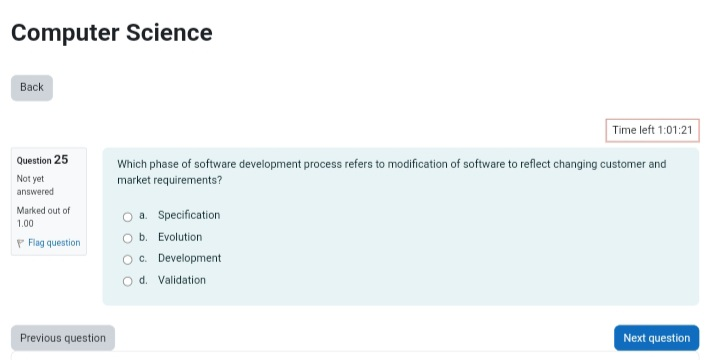 Computer Science
Back
Time left 1:01:21
Question 25
Not yet
answered
Marked out of
1.00
Flag question
Which phase of software development process refers to modification of software to reflect changing customer and
market requirements?
a. Specification
b. Evolution
c. Development
d. Validation
Previous question
Next question